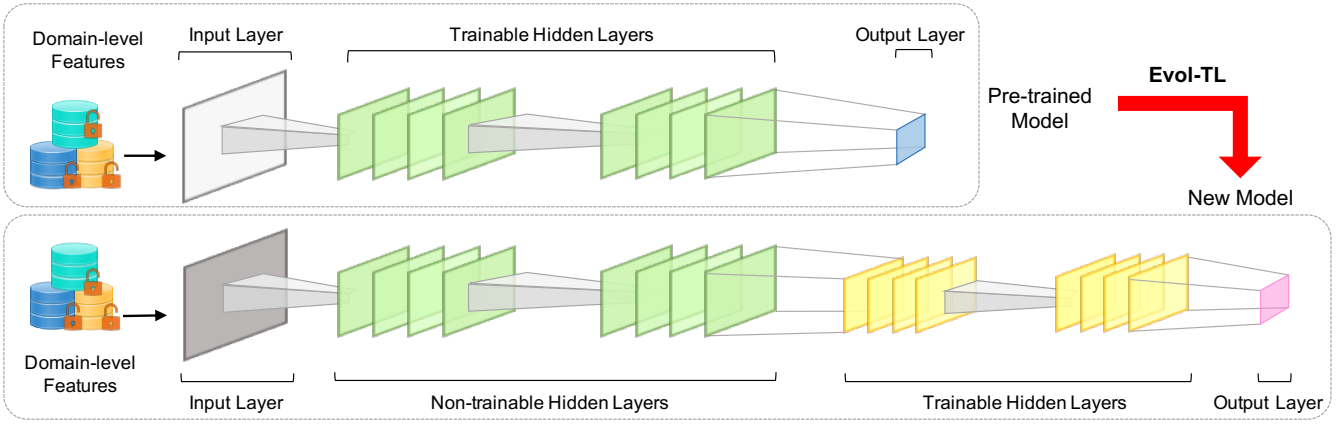 Domain-level
Features
Input Layer
Trainable Hidden Layers
Output Layer
Pre-trained
Model
Evol-TL
New Model
Domain-level
Features
Input Layer
Non-trainable Hidden Layers
Trainable Hidden Layers
Output Layer